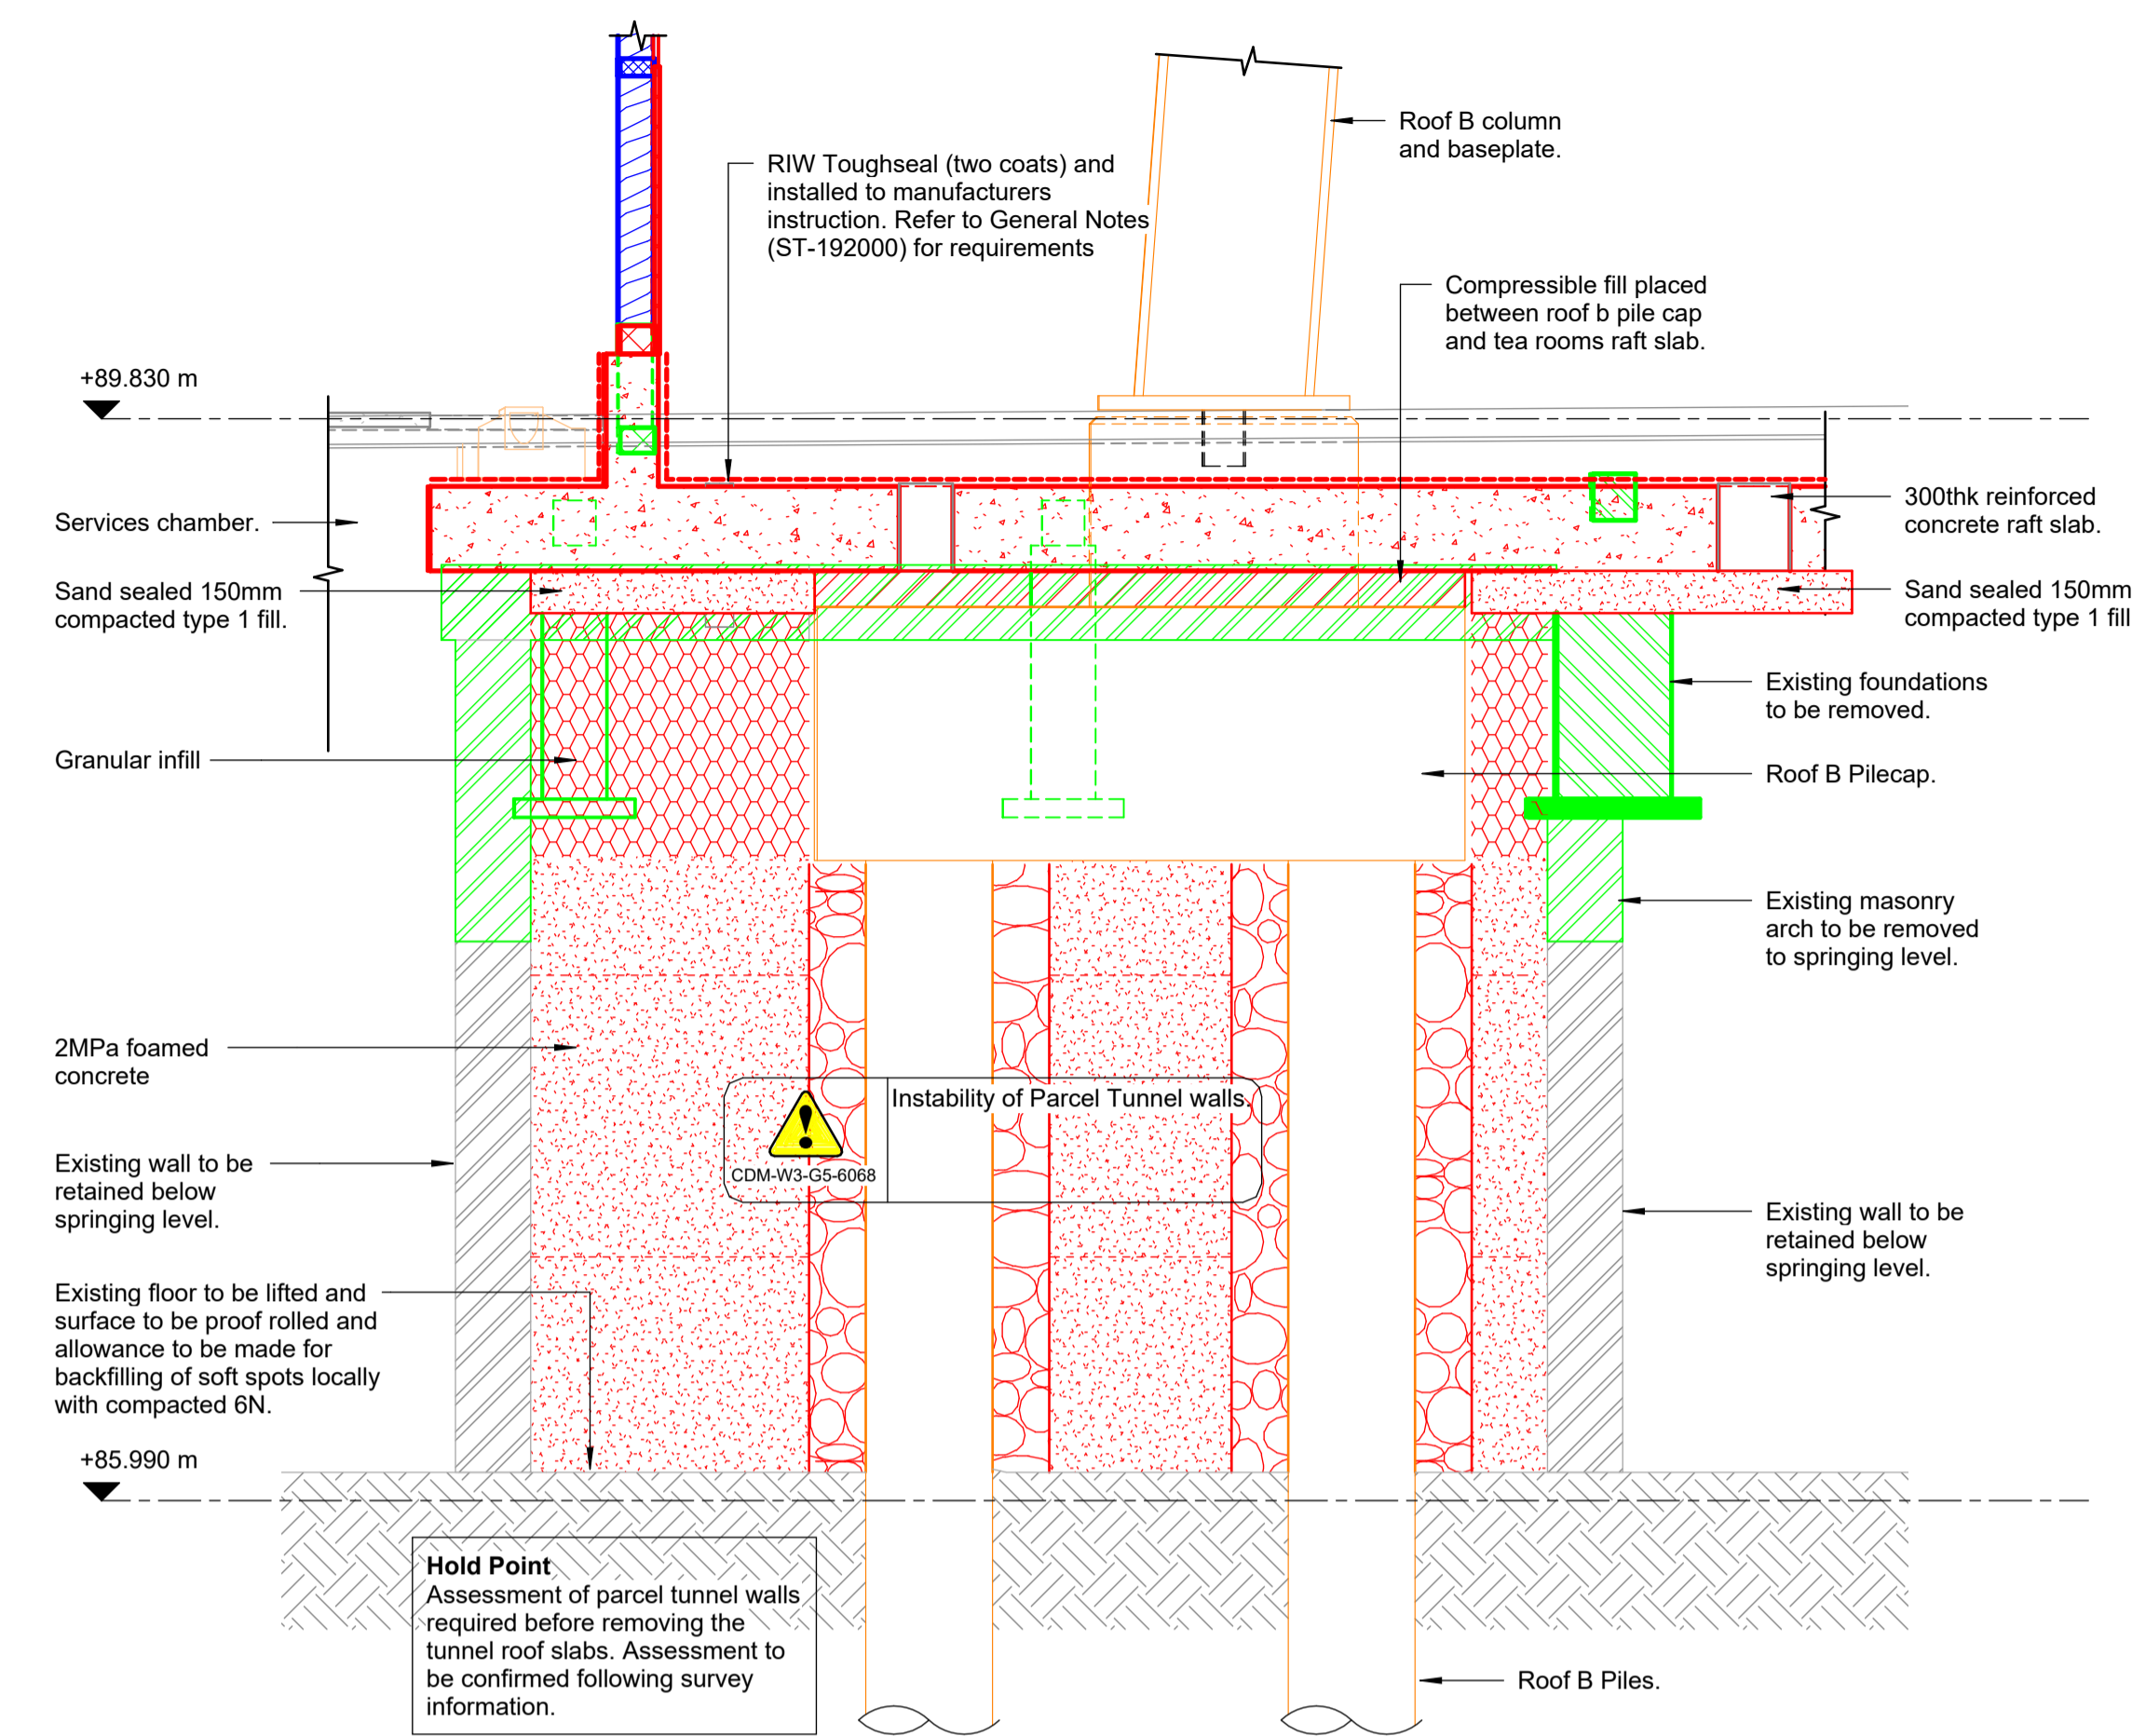 Roof B column
and baseplate.
RIW Toughseal (two coats) and
installed to manufacturers
instruction. Refer to General Notes
(ST-192000) for requirements
Compressible fill placed
between roof b pile cap
and tea rooms raft slab.
+89.830 m
Services chamber.
300thk reinforced
concrete raft slab.
Sand sealed 150mm
compacted type 1 fill.
Sand sealed 150mm
compacted type 1 fill
Existing foundations
to be removed.
Granular infill
Roof B Pilecap.
Existing masonry
arch to be removed
to springing level.
2MPa foamed
concrete
Instability of Parcel Tunnel walls.
CDM-W3-G5-6068
Existing wall to be
retained below
springing level.
Existing wall to be
retained below
springing level.
Existing floor to be lifted and
surface to be proof rolled and
allowance to be made for
backfilling of soft spots locally
with compacted 6N.
+85.990 m
Hold Point
Assessment of parcel tunnel walls
required before removing the
tunnel roof slabs. Assessment to
be confirmed following survey
information.
Roof B Piles.